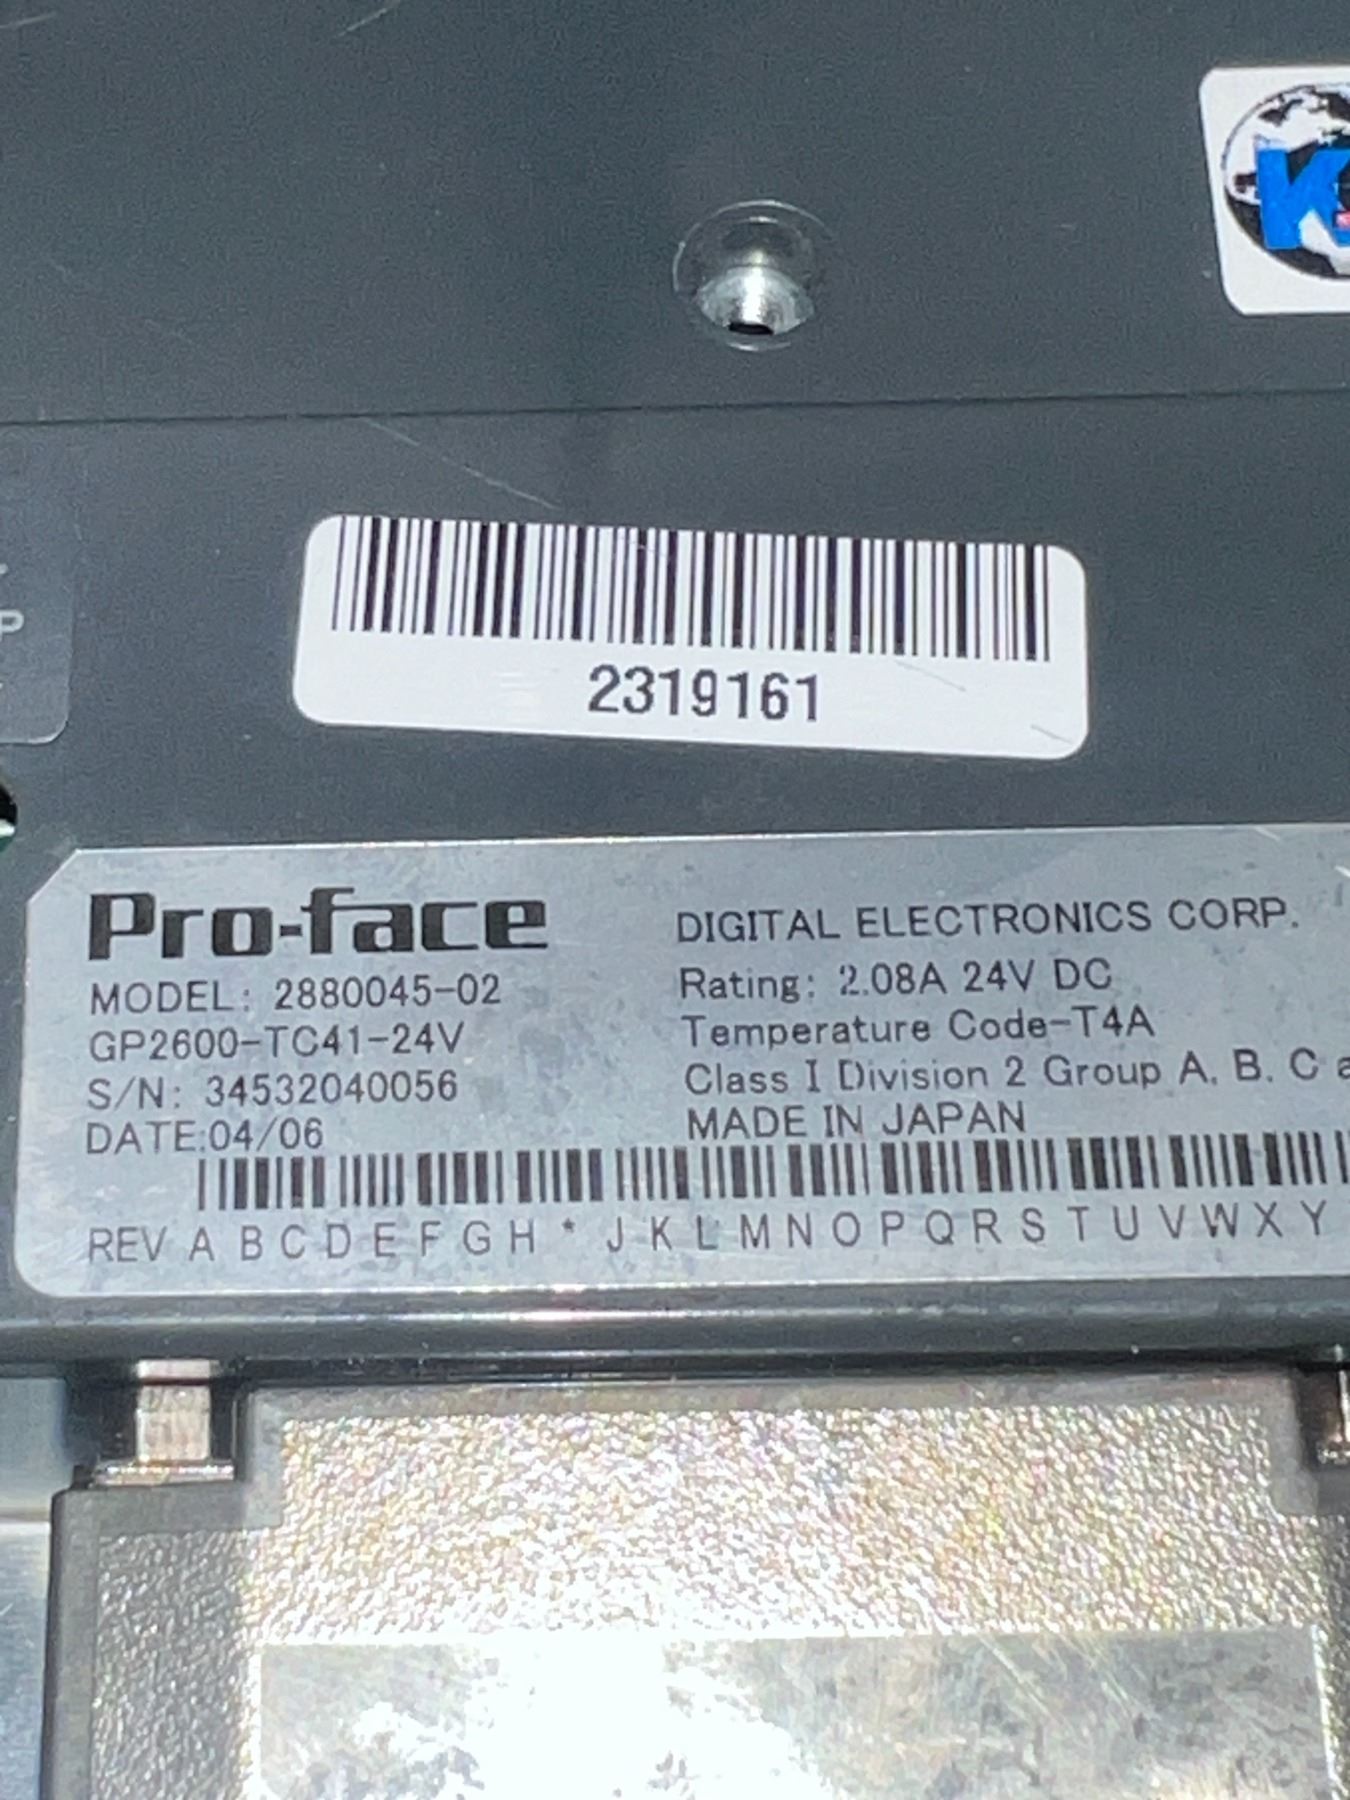 K
P
2319161
Pro-face
MODEL: 2880045-02
GP2600-TC41-24V
S/N: 34532040056
DATE:04/06
DIGITAL ELECTRONICS CORP.
Rating: 2.08A 24V DC
Temperature Code-T4A
Class I Division 2 Group A, B, C
MADE IN JAPAN
REV A B C D E F G H * J K L M N O P Q R S T U V W X Y